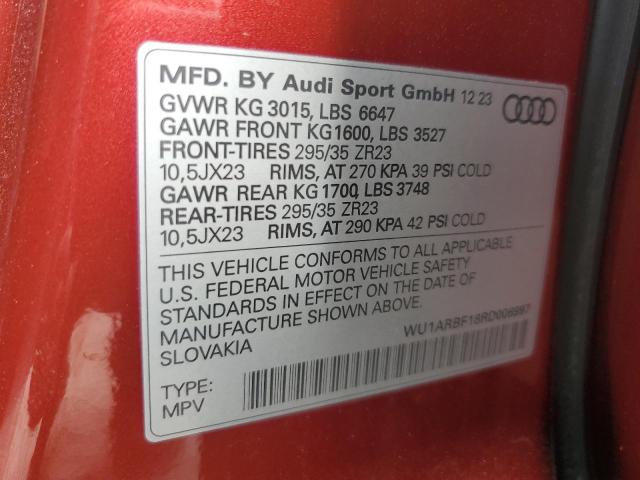 MFD. BY Audi Sport GmbH 12 23
GVWR KG 3015, LBS 6647
GAWR FRONT KG1600, LBS 3527
FRONT-TIRES 295/35 ZR23
10,5JX23 RIMS, AT 270 KPA 39 PSI COLD
GAWR REAR KG 1700, LBS 3748
REAR-TIRES 295/35 ZR23
10,5JX23 RIMS, AT 290 KPA 42 PSI COLD
THIS VEHICLE CONFORMS TO ALL APPLICABLE
U.S. FEDERAL MOTOR VEHICLE SAFETY
STANDARDS IN EFFECT ON THE DATE OF
MANUFACTURE SHOWN ABOVE.
SLOVAKIA
TYPE:
MPV